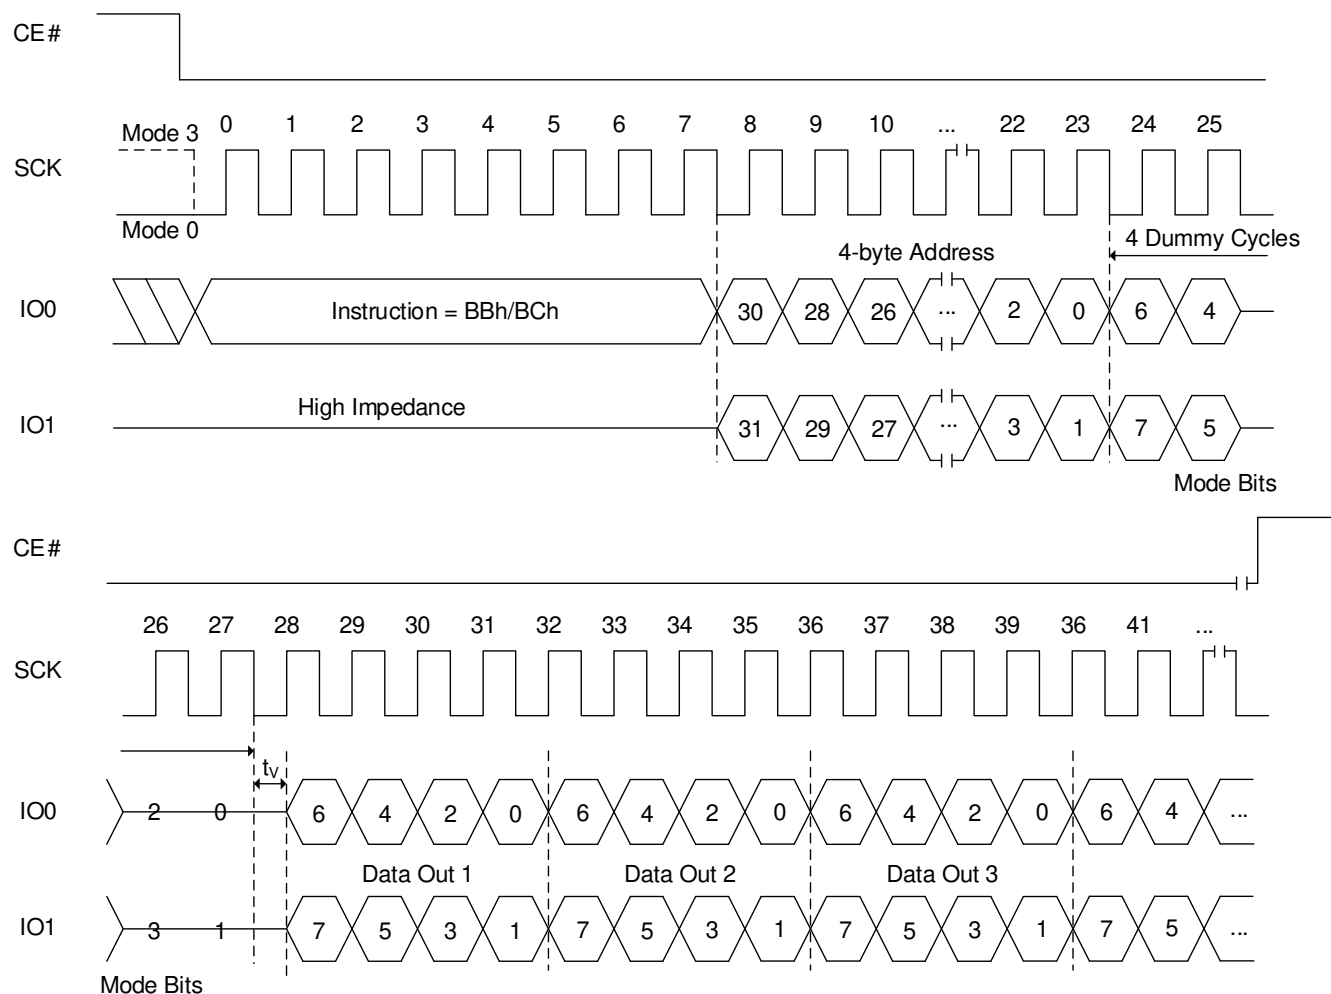 CE#
Mode 3 0 1 2 3 4 5 6 7 8 9 10 ... 22 23 24 25
SCK
Mode 0
4-byte Address 4 Dummy Cycles
IO0 Instruction = BBh/BCh 30 28 26 ... 2 0 6 4
High Impedance
IO1 31 29 27 ... 3 1 7 5
Mode Bits
CE#
26 27 28 29 30 31 32 33 34 35 36 37 38 39 36 41 ...
SCK
tV
IO0 2 0 6 4 2 0 6 4 2 0 6 4 2 0 6 4 ...
Data Out 1 Data Out 2 Data Out 3
IO1 3 1 7 5 3 1 7 5 3 1 7 5 3 1 7 5 ...
Mode Bits